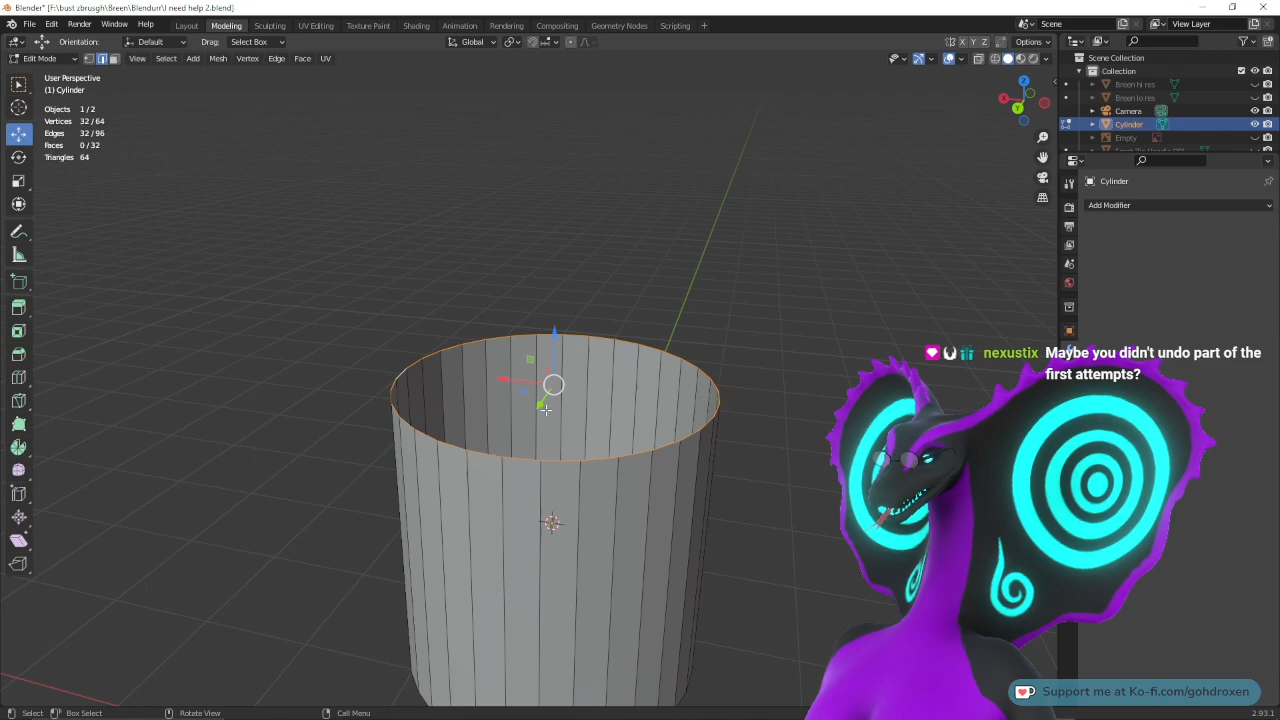 Blender* [F:\bust zbrusgh\Breen\Blendurr\I need help 2.blend]
File Edit Render Window Help Layout Modeling Sculpting UV Editing Texture Paint Shading Animation Rendering Compositing Geometry Nodes Scripting + Scene View Layer
Orientation: Default Drag: Select Box Global X Y Z Options
Edit Mode View Select Add Mesh Vertex Edge Face UV
Scene Collection
Collection
Breen hi res
Breen lo res
Camera
Cylinder
Empty
User Perspective
(1) Cylinder
Objects 1/2
Vertices 32/64
Edges 32/96
Faces 0/32
Triangles 64
Z
X
Y
Cylinder
Add Modifier
nexustix Maybe you didn't undo part of the
first attempts?
Support me at Ko-fi.com/gohdroxen
Select Box Select Rotate View Call Menu 2.93.1